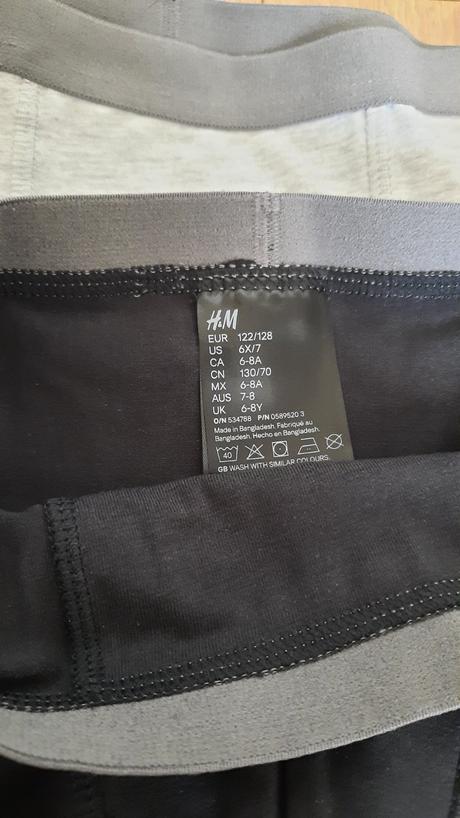 H&M
EUR 122/128
US 6X/7
CA 6-8A
CN 130/70
MX 6-8A
AUS 7-8
UK 6-8Y
O/N 534788 P/N 0589520 3
Made in Bangladesh. Fabriqué au
Bangladesh. Hecho en Bangladesh.
40
GB WASH WITH SIMILAR COLOURS.